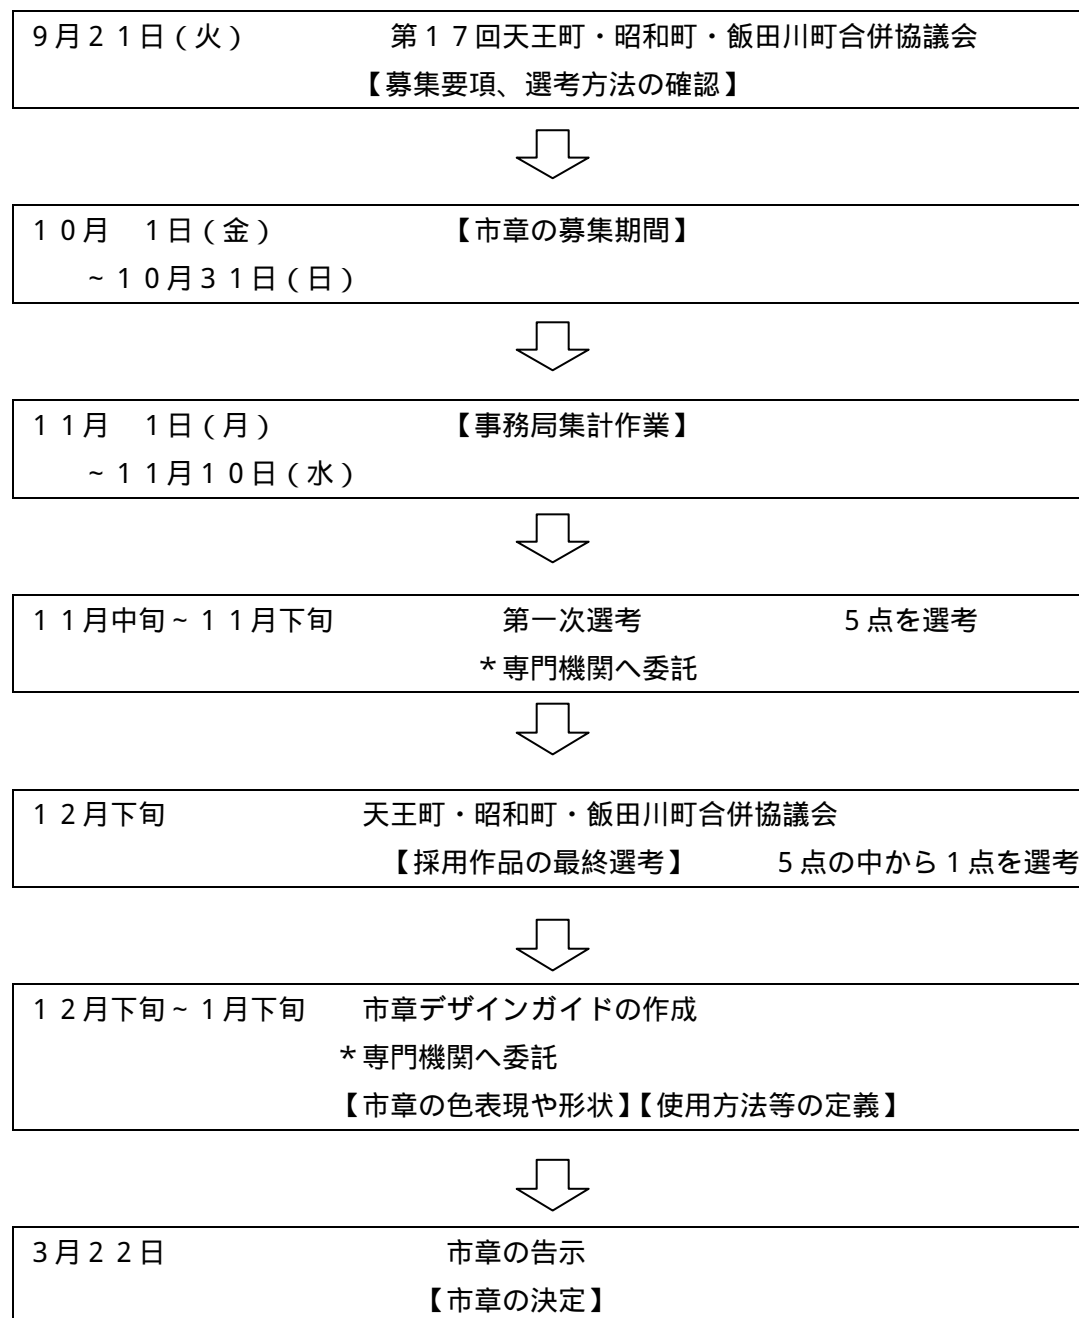 ９月２１日（火）　第１７回天王町・昭和町・飯田川町合併協議会
【募集要項、選考方法の確認】
１０月　１日（金）　【市章の募集期間】
～１０月３１日（日）
１１月　１日（月）　【事務局集計作業】
～１１月１０日（水）
１１月中旬～１１月下旬　第一次選考　５点を選考
＊専門機関へ委託
１２月下旬　天王町・昭和町・飯田川町合併協議会
【採用作品の最終選考】　５点の中から１点を選考
１２月下旬～１月下旬　市章デザインガイドの作成
＊専門機関へ委託
【市章の色表現や形状】【使用方法等の定義】
３月２２日　市章の告示
【市章の決定】